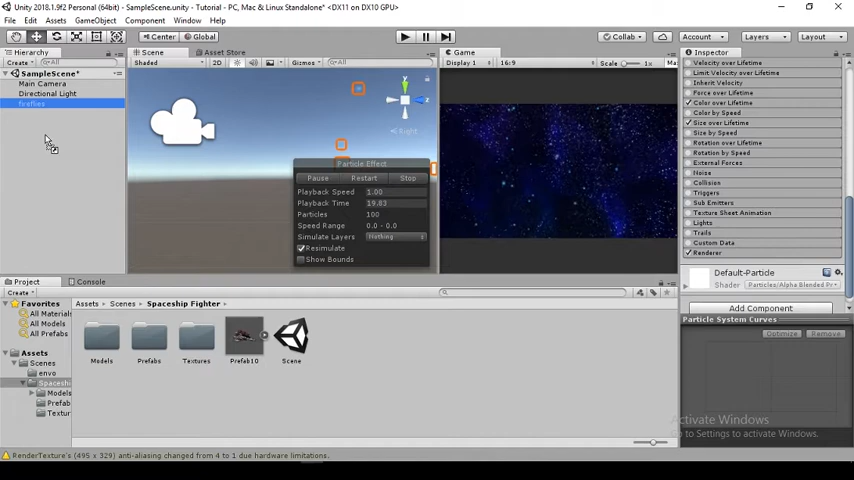 Unity 2018.1.9f2 Personal (64bit) - SampleScene.unity - Tutorial - PC, Mac & Linux Standalone* <DX11 on DX10 GPU>
File Edit Assets GameObject Component Window Help
Center Global Collab Account Layers Layout
Hierarchy
Create All
SampleScene*
Main Camera
Directional Light
fireflies
Scene Asset Store
Shaded 2D Gizmos All
Right
Particle Effect
Pause Restart Stop
Playback Speed 1.00
Playback Time 19.83
Particles 100
Speed Range 0.0 - 0.0
Simulate Layers Nothing
Resimulate
Show Bounds
Game
Display 1 16:9 Scale 1x
Inspector
Velocity over Lifetime
Limit Velocity over Lifetime
Inherit Velocity
Force over Lifetime
Color over Lifetime
Color by Speed
Size over Lifetime
Size by Speed
Rotation over Lifetime
Rotation by Speed
External Forces
Noise
Collision
Triggers
Sub Emitters
Texture Sheet Animation
Lights
Trails
Custom Data
Renderer
Default-Particle
Shader Particles/Alpha Blended Pr
Add Component
Particle System Curves
Optimize Remove
Project Console
Create
Favorites
All Materials
All Models
All Prefabs
Assets
Scenes
envo
Spaceshi
Models
Prefab
Textur
Assets Scenes Spaceship Fighter
Models Prefabs Textures Prefab10 Scene
Activate Windows
Go to Settings to activate Windows.
RenderTexture's (495 x 329) anti-aliasing changed from 4 to 1 due hardware limitations.